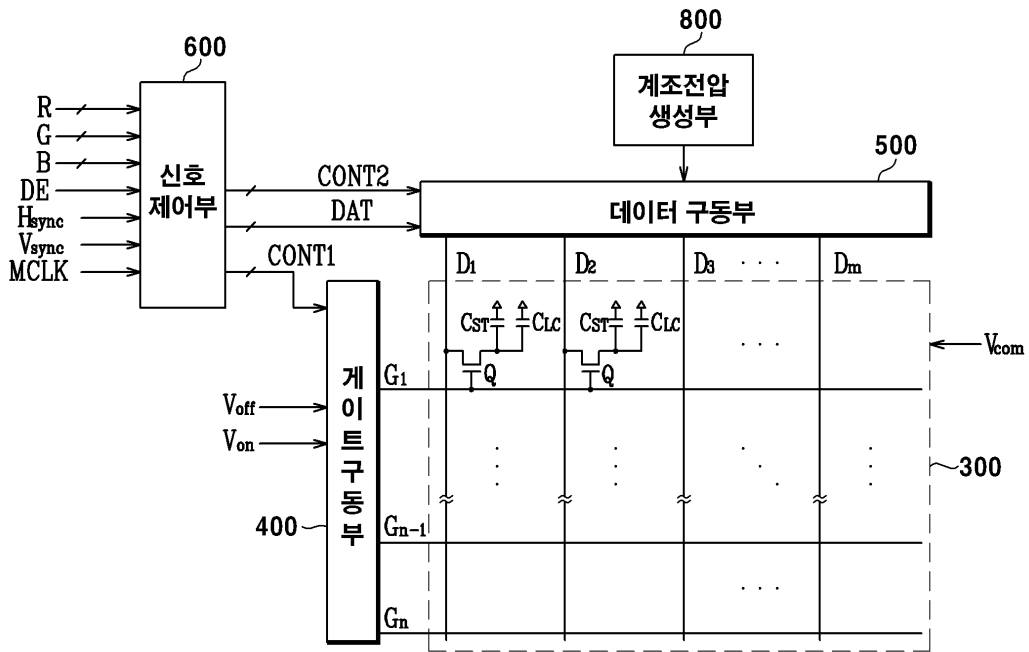 800
600
계조전압
생성부
R
G
B
DE
Hsync
Vsync
MCLK
신호
제어부
CONT2
DAT
CONT1
500
데이터 구동부
D1 D2 D3 · · · Dm
CST CLC CST CLC
Q Q
· · ·
Vcom
게이트구동부
G1
Voff
Von
300
400
Gn-1
Gn
· · ·